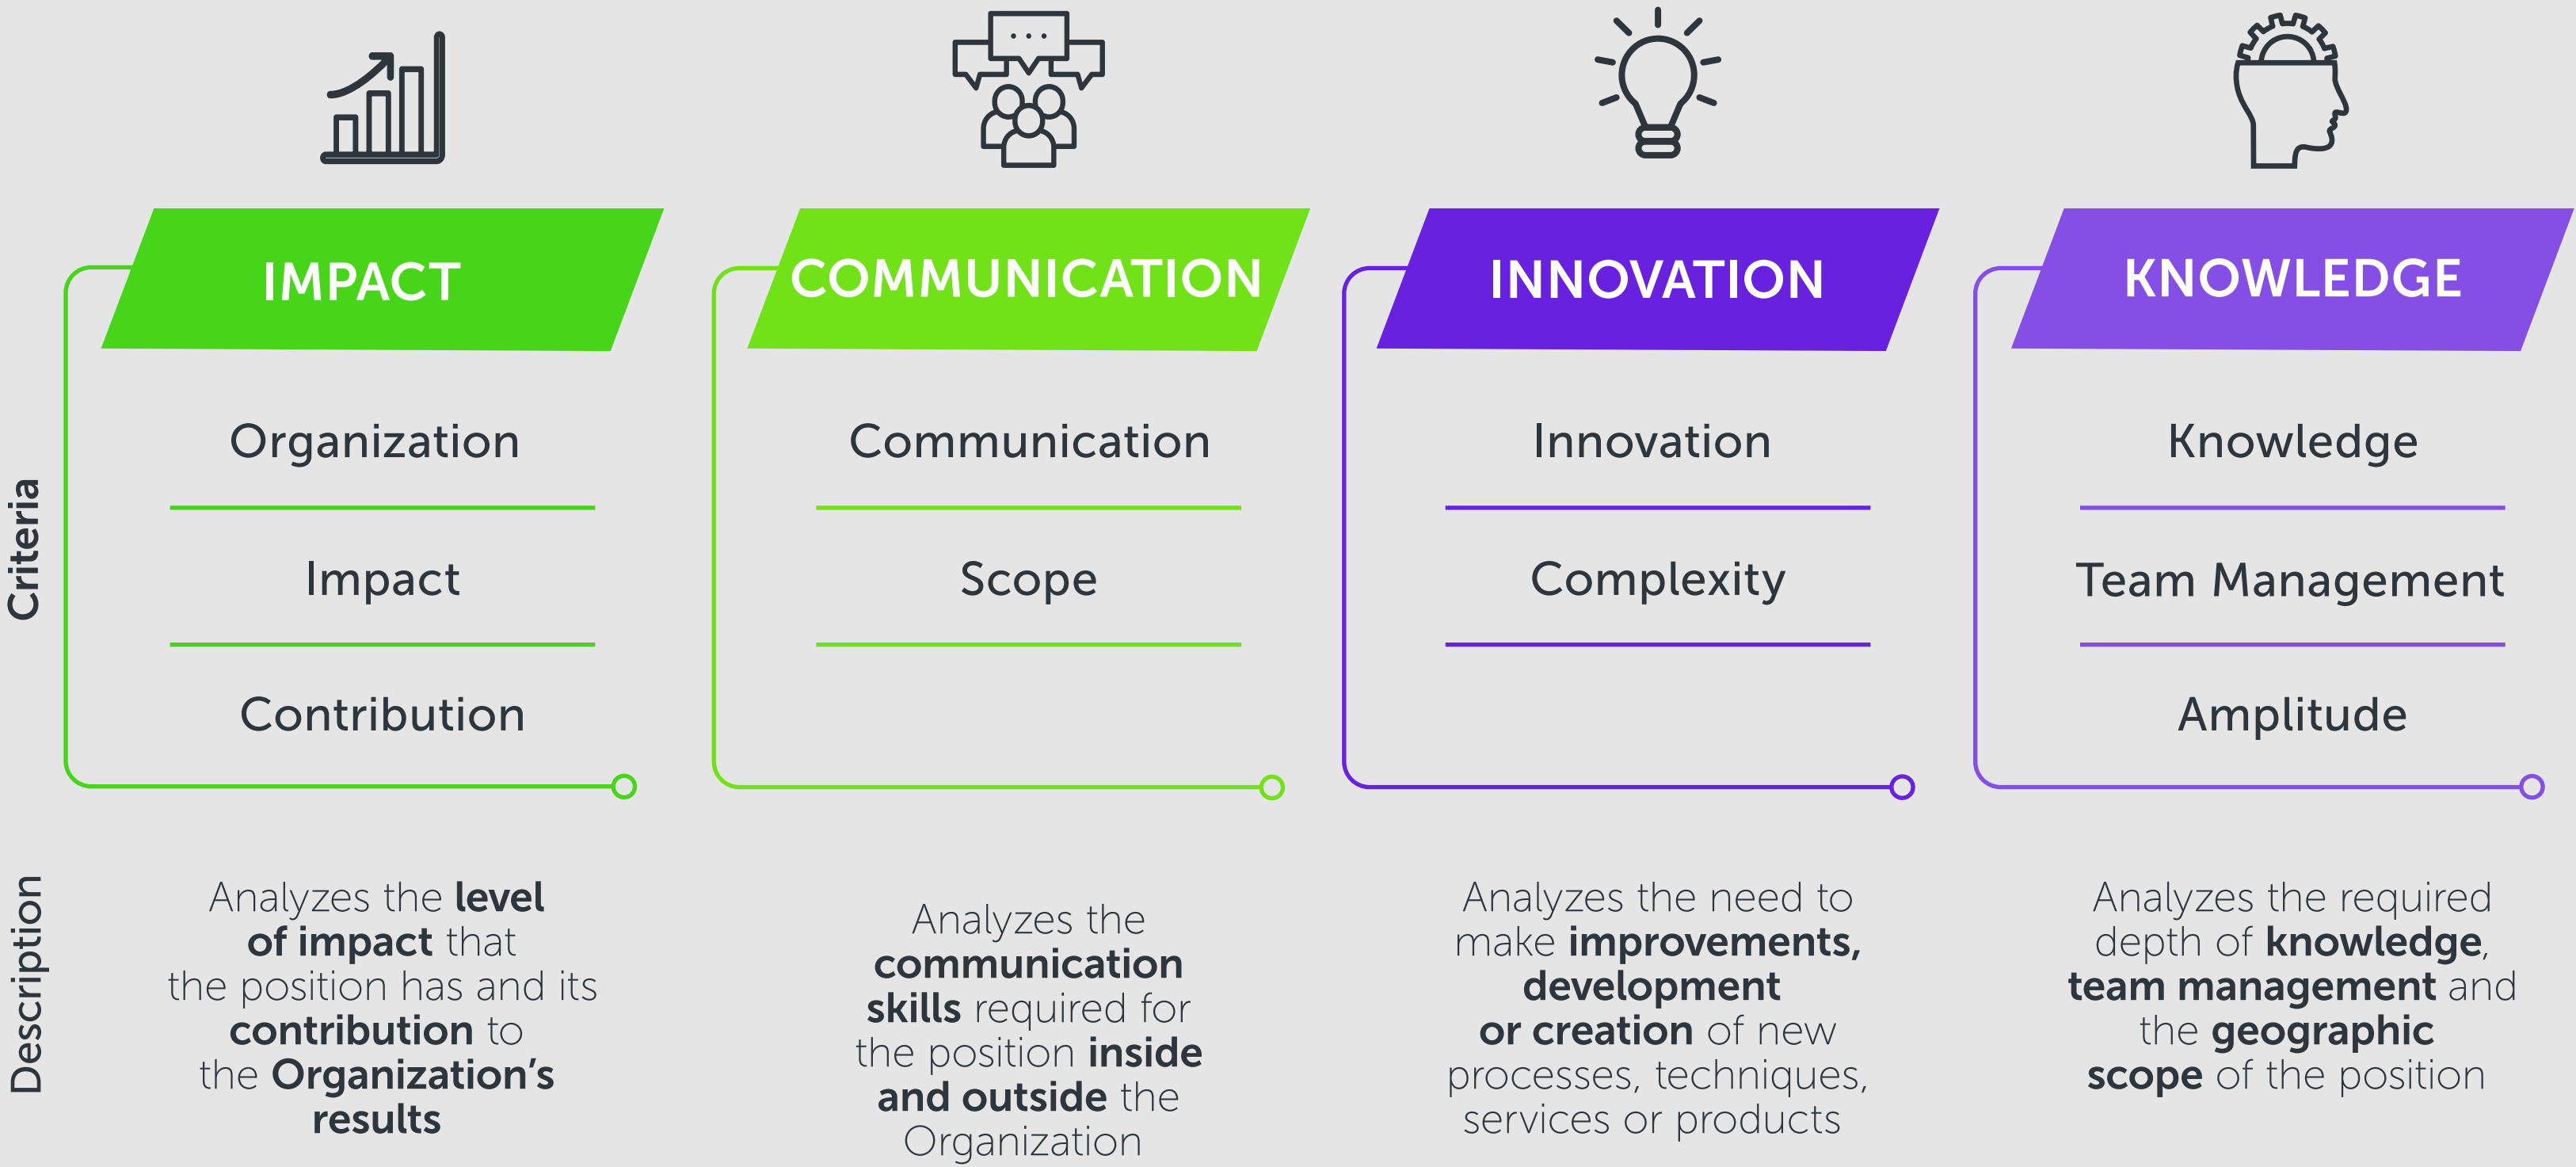 IMPACT
COMMUNICATION
INNOVATION
KNOWLEDGE
Criteria
Organization
Impact
Contribution
Communication
Scope
Innovation
Complexity
Knowledge
Team Management
Amplitude
Description
Analyzes the level
of impact that
the position has and its
contribution to
the Organization’s
results
Analyzes the
communication
skills required for
the position inside
and outside the
Organization
Analyzes the need to
make improvements,
development
or creation of new
processes, techniques,
services or products
Analyzes the required
depth of knowledge,
team management and
the geographic
scope of the position